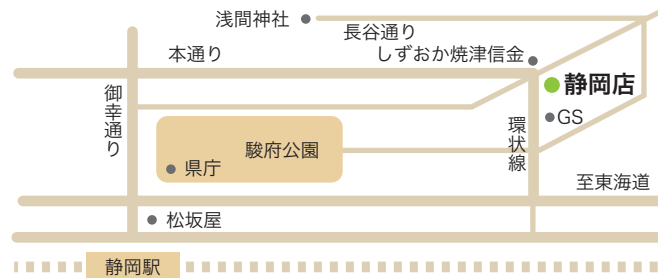 浅間神社
長谷通り
本通り
しずおか焼津信金
静岡店
御幸通り
GS
環状線
駿府公園
県庁
至東海道
松坂屋
静岡駅